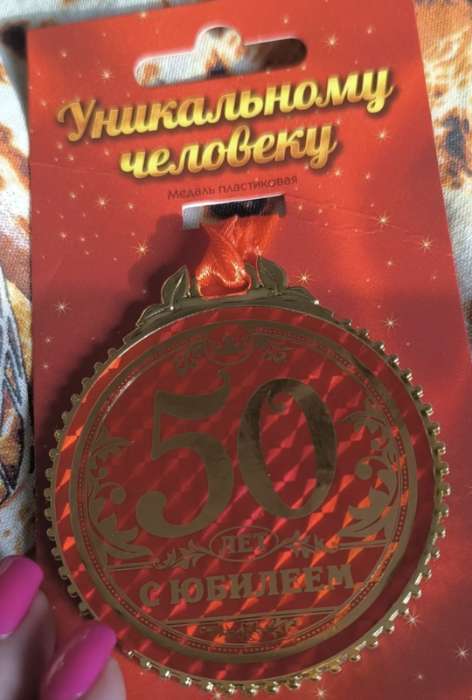 Уникальному
человеку
Медаль пластиковая
50
ЛЕТ
С ЮБИЛЕЕМ